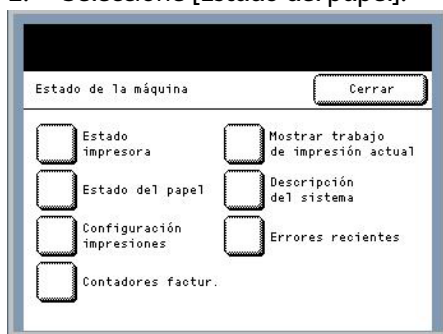 2. Seleccione [Estado del papel].
Estado de la máquina
Cerrar
Estado
impresora
Mostrar trabajo
de impresión actual
Estado del papel
Descripción
del sistema
Configuración
impresiones
Errores recientes
Contadores factur.